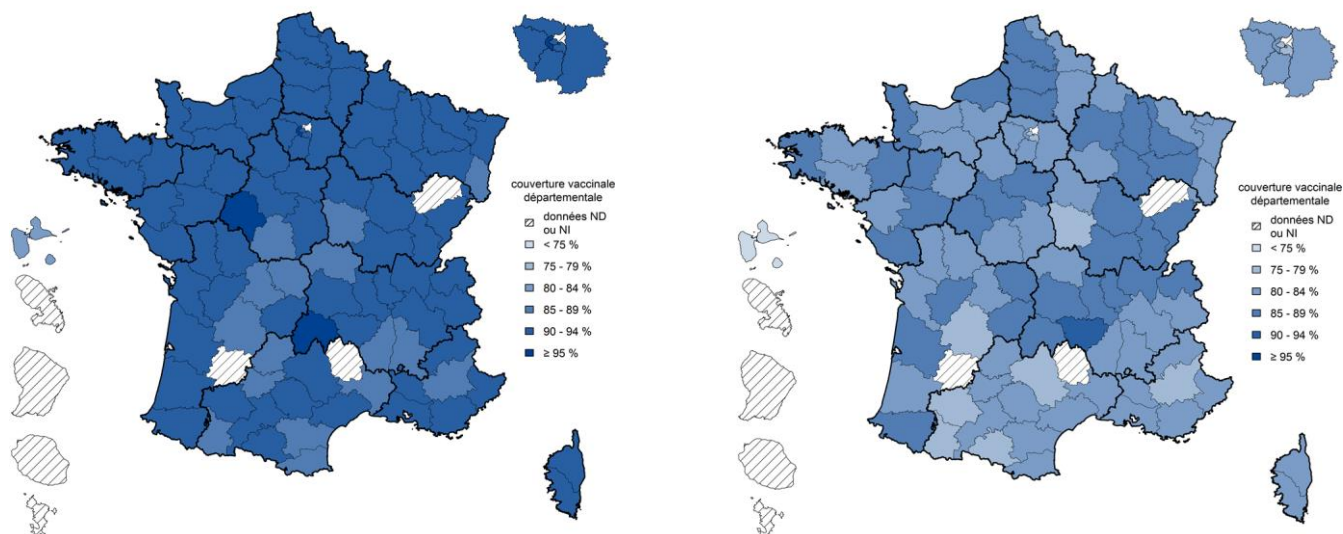 couverture vaccinale
départementale
données ND
ou NI
< 75 %
75 - 79 %
80 - 84 %
85 - 89 %
90 - 94 %
≥ 95 %
couverture vaccinale
départementale
données ND
ou NI
< 75 %
75 - 79 %
80 - 84 %
85 - 89 %
90 - 94 %
≥ 95 %